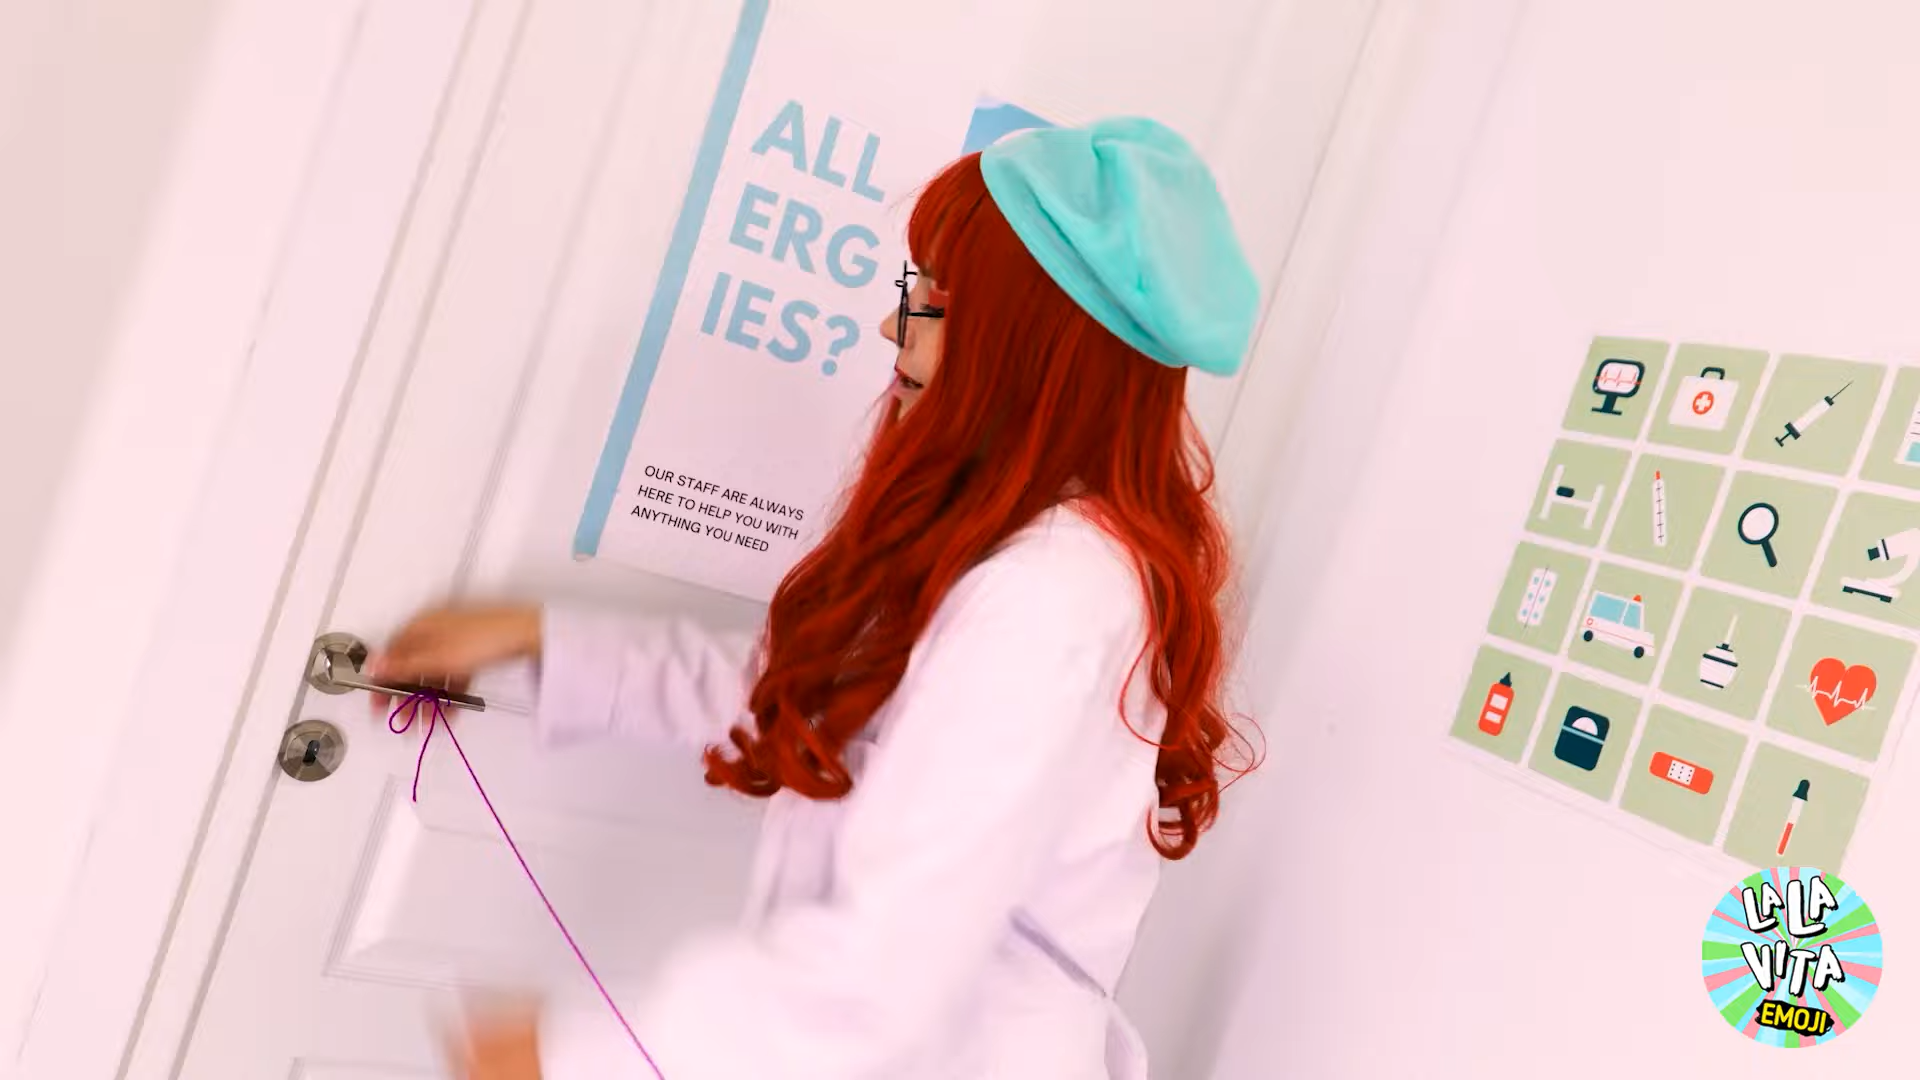 ALL
ERG
IES?
OUR STAFF ARE ALWAYS
HERE TO HELP YOU WITH
ANYTHING YOU NEED
LA LA
VITA
EMOJI